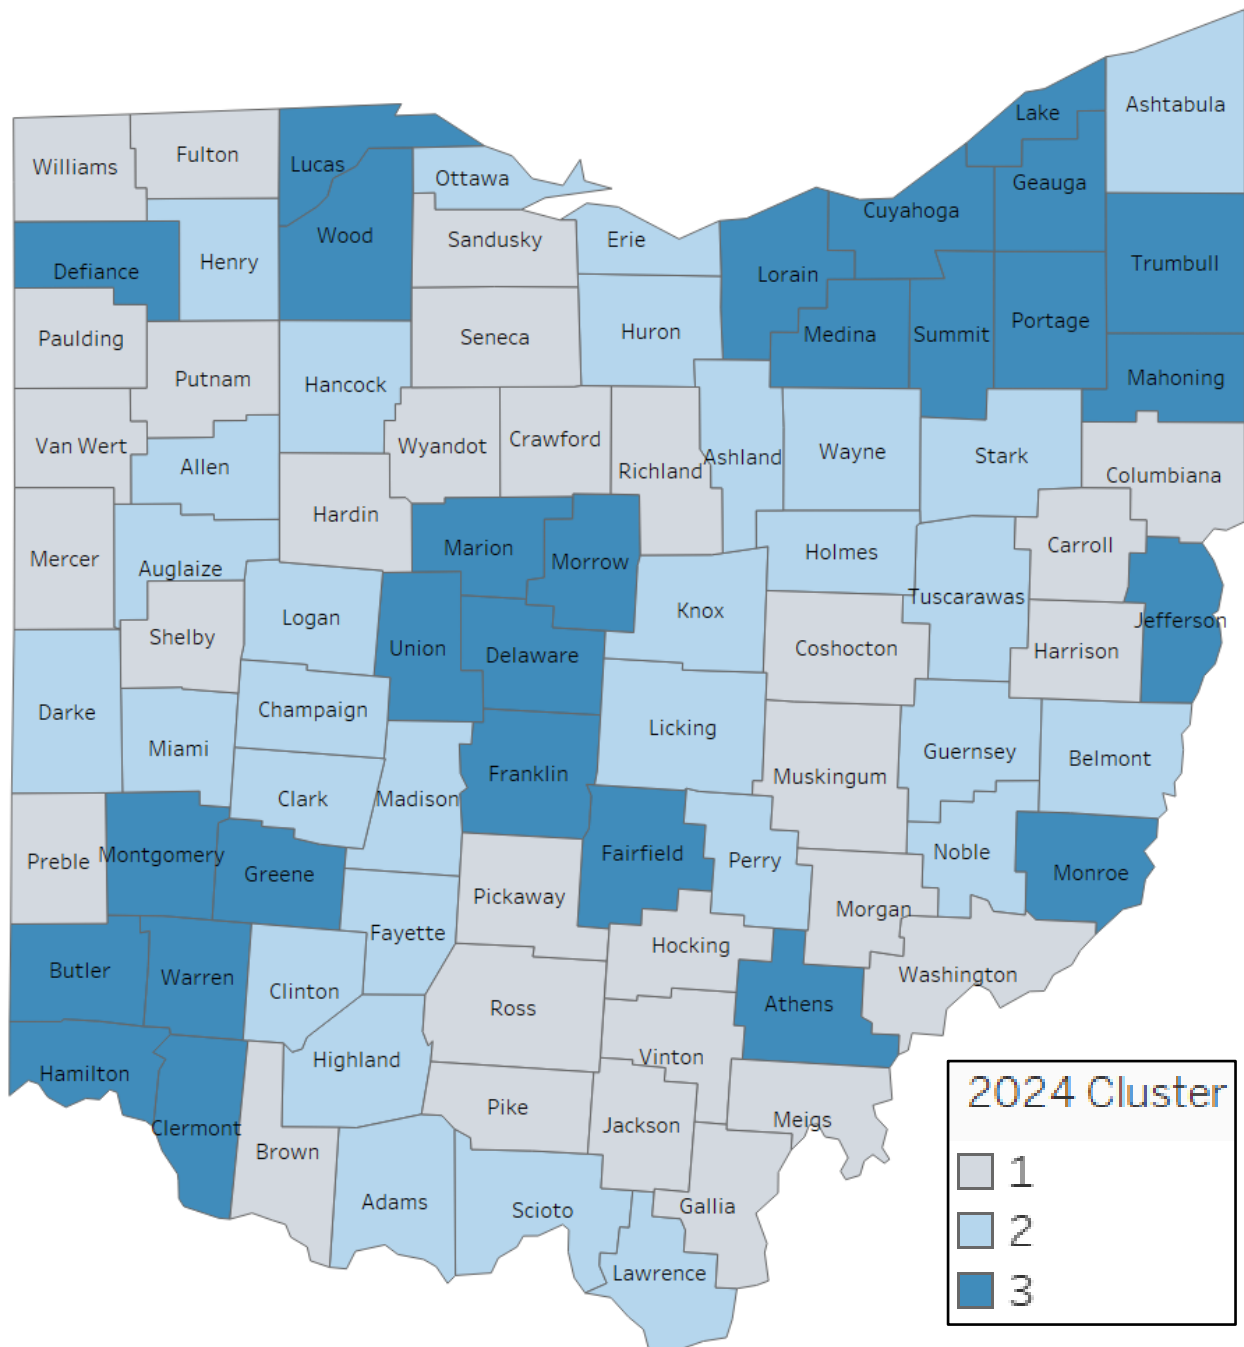 Lake
Ashtabula
Williams
Fulton
Lucas
Ottawa
Geauga
Cuyahoga
Wood
Sandusky
Erie
Defiance
Henry
Lorain
Trumbull
Paulding
Seneca
Huron
Medina
Summit
Portage
Putnam
Hancock
Mahoning
Van Wert
Allen
Wyandot
Crawford
Richland
Ashland
Wayne
Stark
Columbiana
Hardin
Mercer
Auglaize
Marion
Morrow
Holmes
Carroll
Logan
Knox
Tuscarawas
Jefferson
Shelby
Union
Delaware
Coshocton
Harrison
Darke
Champaign
Licking
Miami
Guernsey
Belmont
Franklin
Muskingum
Clark
Madison
Preble
Montgomery
Greene
Fairfield
Perry
Noble
Monroe
Pickaway
Morgan
Fayette
Hocking
Butler
Warren
Clinton
Washington
Ross
Athens
Hamilton
Highland
Vinton
Pike
Clermont
Jackson
Meigs
Brown
Adams
Scioto
Gallia
Lawrence
2024 Cluster
1
2
3